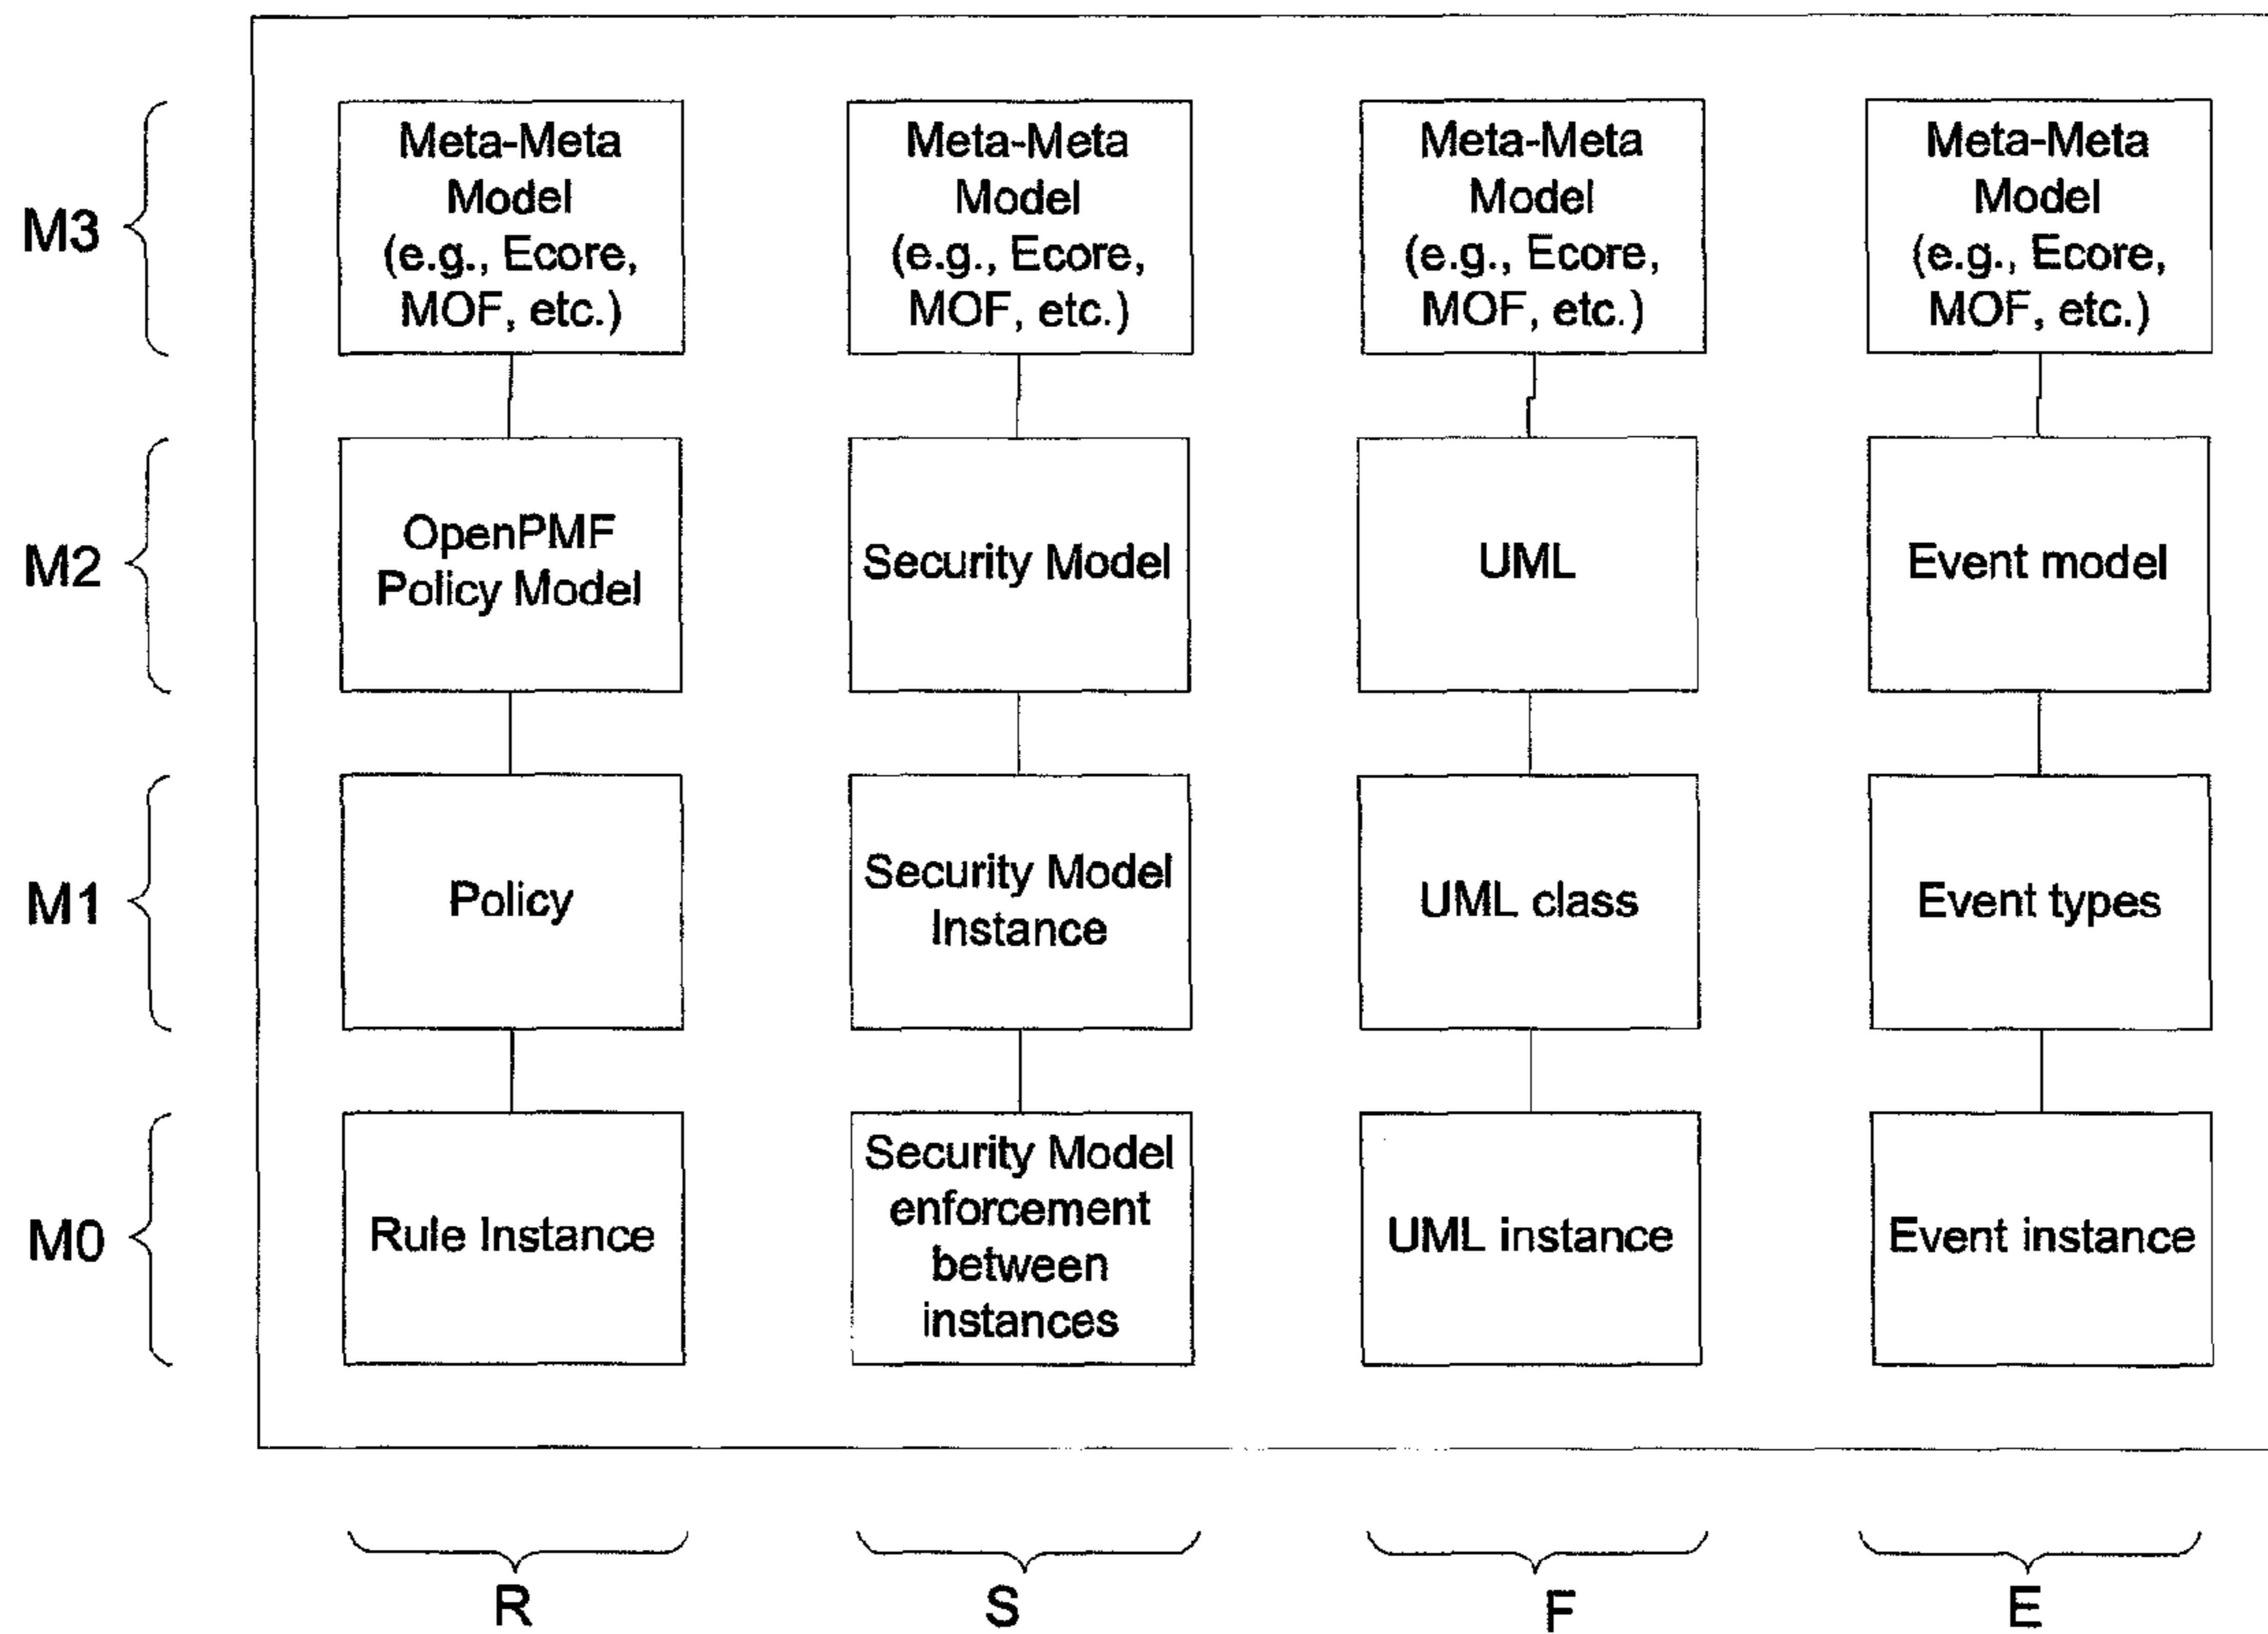 M3
Meta-Meta
Model
(e.g., Ecore,
MOF, etc.)
Meta-Meta
Model
(e.g., Ecore,
MOF, etc.)
Meta-Meta
Model
(e.g., Ecore,
MOF, etc.)
Meta-Meta
Model
(e.g., Ecore,
MOF, etc.)
M2
OpenPMF
Policy Model
Security Model
UML
Event model
M1
Policy
Security Model
Instance
UML class
Event types
M0
Rule Instance
Security Model
enforcement
between
instances
UML instance
Event instance
R
S
F
E